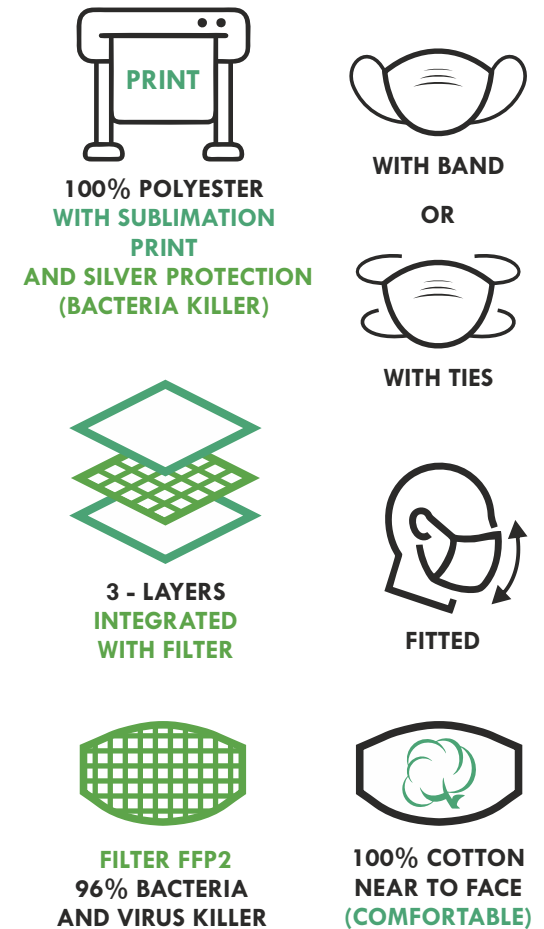 PRINT
100% POLYESTER
WITH SUBLIMATION
PRINT
AND SILVER PROTECTION
(BACTERIA KILLER)
WITH BAND
OR
WITH TIES
3 - LAYERS
INTEGRATED
WITH FILTER
FITTED
FILTER FFP2
96% BACTERIA
AND VIRUS KILLER
100% COTTON
NEAR TO FACE
(COMFORTABLE)